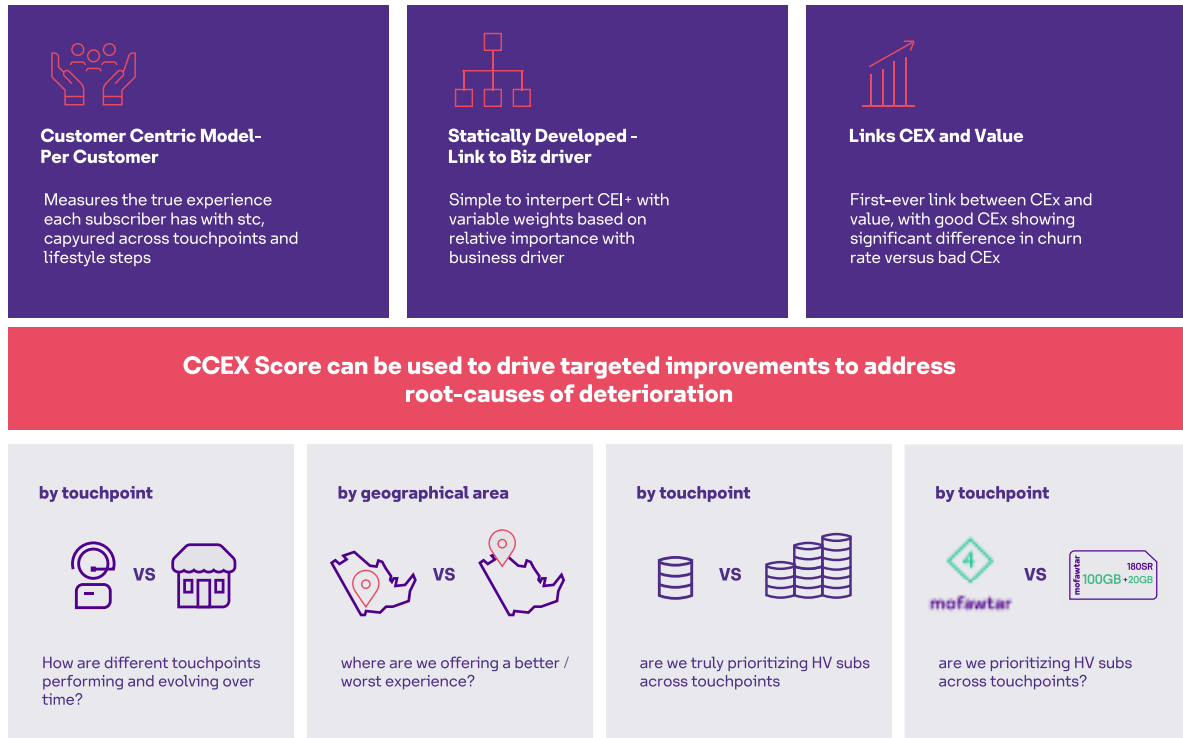 Customer Centric Model-
Per Customer
Measures the true experience
each subscriber has with stc,
capyured across touchpoints and
lifestyle steps
Statically Developed -
Link to Biz driver
Simple to interpert CEI+ with
variable weights based on
relative importance with
business driver
Links CEX and Value
First-ever link between CEx and
value, with good CEx showing
significant difference in churn
rate versus bad CEx
CCEX Score can be used to drive targeted improvements to address
root-causes of deterioration
by touchpoint
VS
How are different touchpoints
performing and evolving over
time?
by geographical area
VS
where are we offering a better /
worst experience?
by touchpoint
VS
are we truly prioritizing HV subs
across touchpoints
by touchpoint
4
mofawtar
VS
mofawtar
180SR
100GB +20GB
are we prioritizing HV subs
across touchpoints?